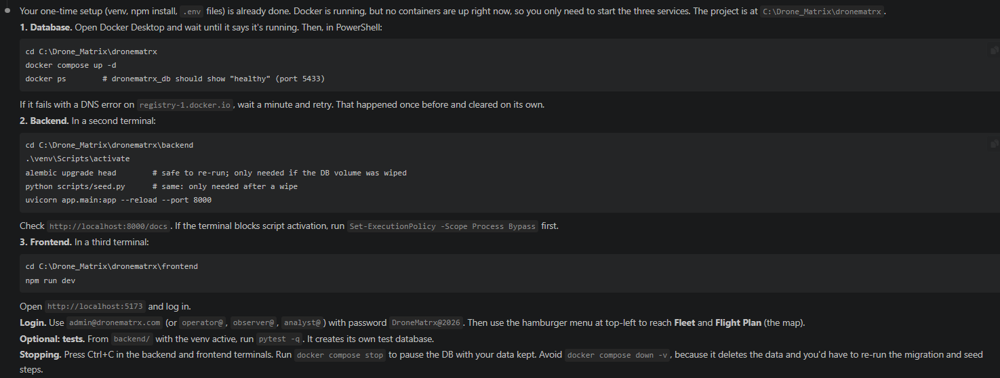 Your one-time setup (venv, npm install, .env files) is already done. Docker is running, but no containers are up right now, so you only need to start the three services. The project is at C:\Drone_Matrix\dronematrx.
1. Database. Open Docker Desktop and wait until it says it's running. Then, in PowerShell:
cd C:\Drone_Matrix\dronematrx
docker compose up -d
docker ps        # dronematrx_db should show "healthy" (port 5433)
If it fails with a DNS error on registry-1.docker.io, wait a minute and retry. That happened once before and cleared on its own.
2. Backend. In a second terminal:
cd C:\Drone_Matrix\dronematrx\backend
.\venv\Scripts\activate
alembic upgrade head        # safe to re-run; only needed if the DB volume was wiped
python scripts/seed.py      # same: only needed after a wipe
uvicorn app.main:app --reload --port 8000
Check http://localhost:8000/docs. If the terminal blocks script activation, run Set-ExecutionPolicy -Scope Process Bypass first.
3. Frontend. In a third terminal:
cd C:\Drone_Matrix\dronematrx\frontend
npm run dev
Open http://localhost:5173 and log in.
Login. Use admin@dronematrx.com (or operator@, observer@, analyst@) with password DroneMatrx@2026. Then use the hamburger menu at top-left to reach Fleet and Flight Plan (the map).
Optional: tests. From backend/ with the venv active, run pytest -q. It creates its own test database.
Stopping. Press Ctrl+C in the backend and frontend terminals. Run docker compose stop to pause the DB with your data kept. Avoid docker compose down -v, because it deletes the data and you'd have to re-run the migration and seed
steps.